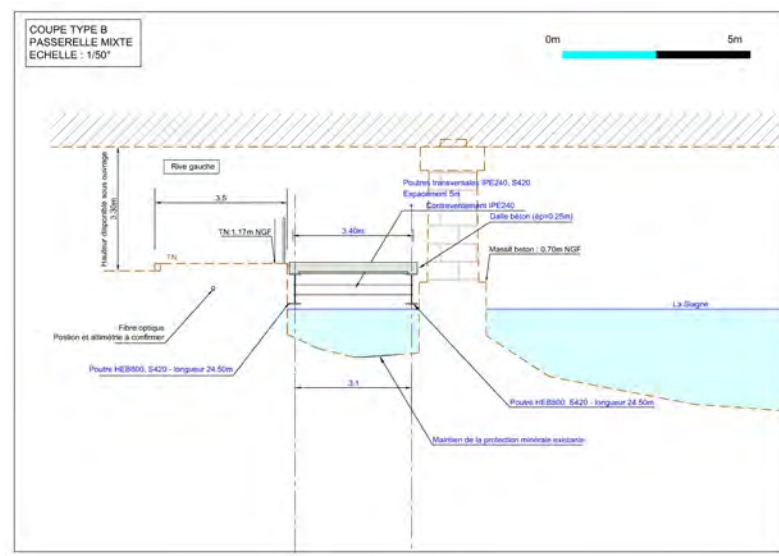 COUPE TYPE B
PASSERELLE MIXTE
ECHELLE : 1/50°
0m
5m
Hauteur disponible sous ouvrage
3.30m
Rive gauche
3.5
TN
TN:1.17m NGF
3.40m
Poutres transversales IPE240, S420
Espacement 5m
Contreventement IPE240
Dalle béton (ép=0.25m)
Massif béton : 0.70m NGF
La Siagne
Fibre optique
Postion et altimétrie à confirmer
Poutre HEB800, S420 - longueur 24.50m
3.1
Poutre HEB800, S420 - longueur 24.50m
Maintien de la protection minérale existante